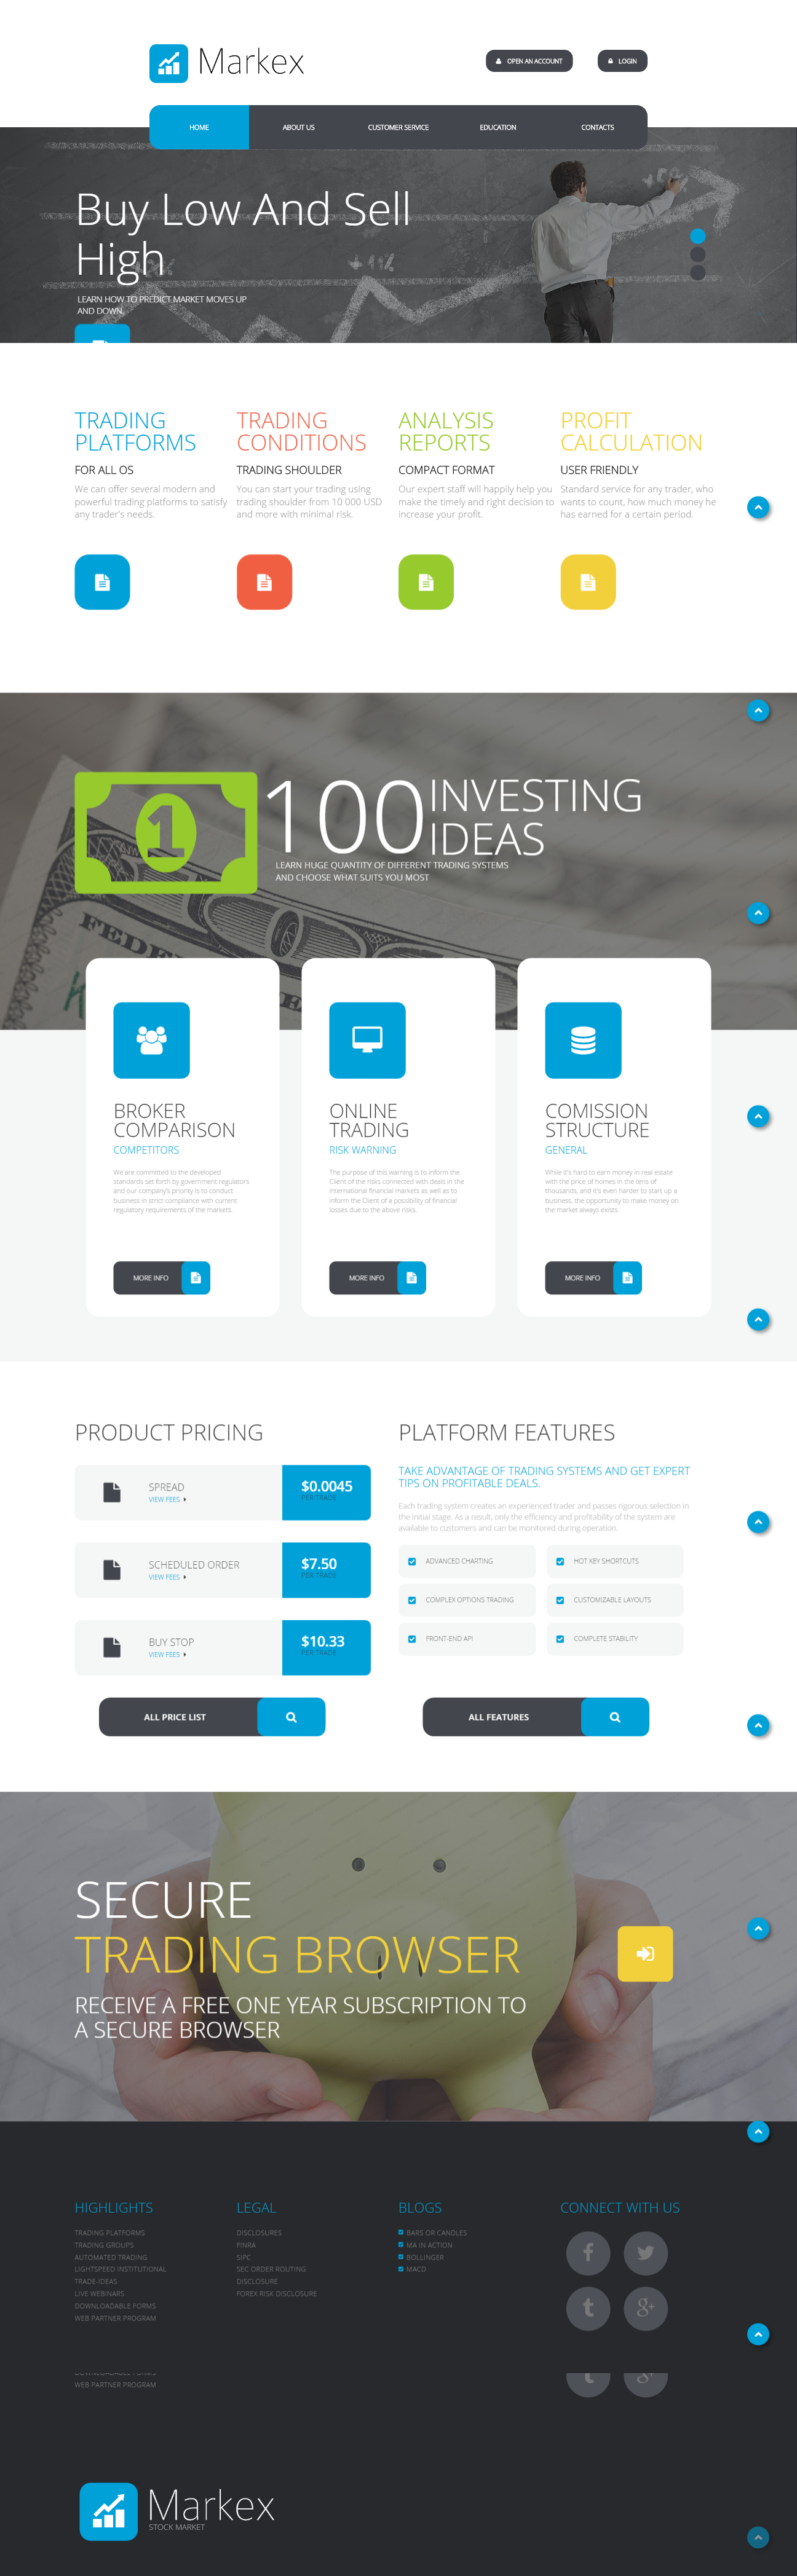 Markex
OPEN AN ACCOUNT
LOGIN
HOME
ABOUT US
CUSTOMER SERVICE
EDUCATION
CONTACTS
Buy Low And Sell
High
LEARN HOW TO PREDICT MARKET MOVES UP
AND DOWN.
TRADING
PLATFORMS
FOR ALL OS
We can offer several modern and
powerful trading platforms to satisfy
any trader's needs.
TRADING
CONDITIONS
TRADING SHOULDER
You can start your trading using
trading shoulder from 10 000 USD
and more with minimal risk.
ANALYSIS
REPORTS
COMPACT FORMAT
Our expert staff will happily help you
make the timely and right decision to
increase your profit.
PROFIT
CALCULATION
USER FRIENDLY
Standard service for any trader, who
wants to count, how much money he
has earned for a certain period.
1
100
INVESTING
IDEAS
LEARN HUGE QUANTITY OF DIFFERENT TRADING SYSTEMS
AND CHOOSE WHAT SUITS YOU MOST
BROKER
COMPARISON
COMPETITORS
We are committed to the developed
standards set forth by government regulators
and our company's priority is to conduct
business in strict compliance with current
regulatory requirements of the markets.
MORE INFO
ONLINE
TRADING
RISK WARNING
The purpose of this warning is to inform the
Client of the risks connected with deals in the
international financial markets as well as to
inform the Client of a possibility of financial
losses due to the above risks.
MORE INFO
COMISSION
STRUCTURE
GENERAL
While it's hard to earn money in real estate
with the price of homes in the tens of
thousands, and it's even harder to start up a
business, the opportunity to make money on
the market always exists.
MORE INFO
PRODUCT PRICING
SPREAD
VIEW FEES
$0.0045
PER TRADE
SCHEDULED ORDER
VIEW FEES
$7.50
PER TRADE
BUY STOP
VIEW FEES
$10.33
PER TRADE
ALL PRICE LIST
PLATFORM FEATURES
TAKE ADVANTAGE OF TRADING SYSTEMS AND GET EXPERT
TIPS ON PROFITABLE DEALS.
Each trading system creates an experienced trader and passes rigorous selection in
the initial stage. As a result, only the efficiency and profitability of the system are
available to customers and can be monitored during operation.
ADVANCED CHARTING
HOT KEY SHORTCUTS
COMPLEX OPTIONS TRADING
CUSTOMIZABLE LAYOUTS
FRONT-END API
COMPLETE STABILITY
ALL FEATURES
SECURE
TRADING BROWSER
RECEIVE A FREE ONE YEAR SUBSCRIPTION TO
A SECURE BROWSER
HIGHLIGHTS
TRADING PLATFORMS
TRADING GROUPS
AUTOMATED TRADING
LIGHTSPEED INSTITUTIONAL
TRADE-IDEAS
LIVE WEBINARS
DOWNLOADABLE FORMS
WEB PARTNER PROGRAM
LEGAL
DISCLOSURES
FINRA
SIPC
SEC ORDER ROUTING
DISCLOSURE
FOREX RISK DISCLOSURE
BLOGS
BARS OR CANDLES
MA IN ACTION
BOLLINGER
MACD
CONNECT WITH US
WEB PARTNER PROGRAM
Markex
STOCK MARKET